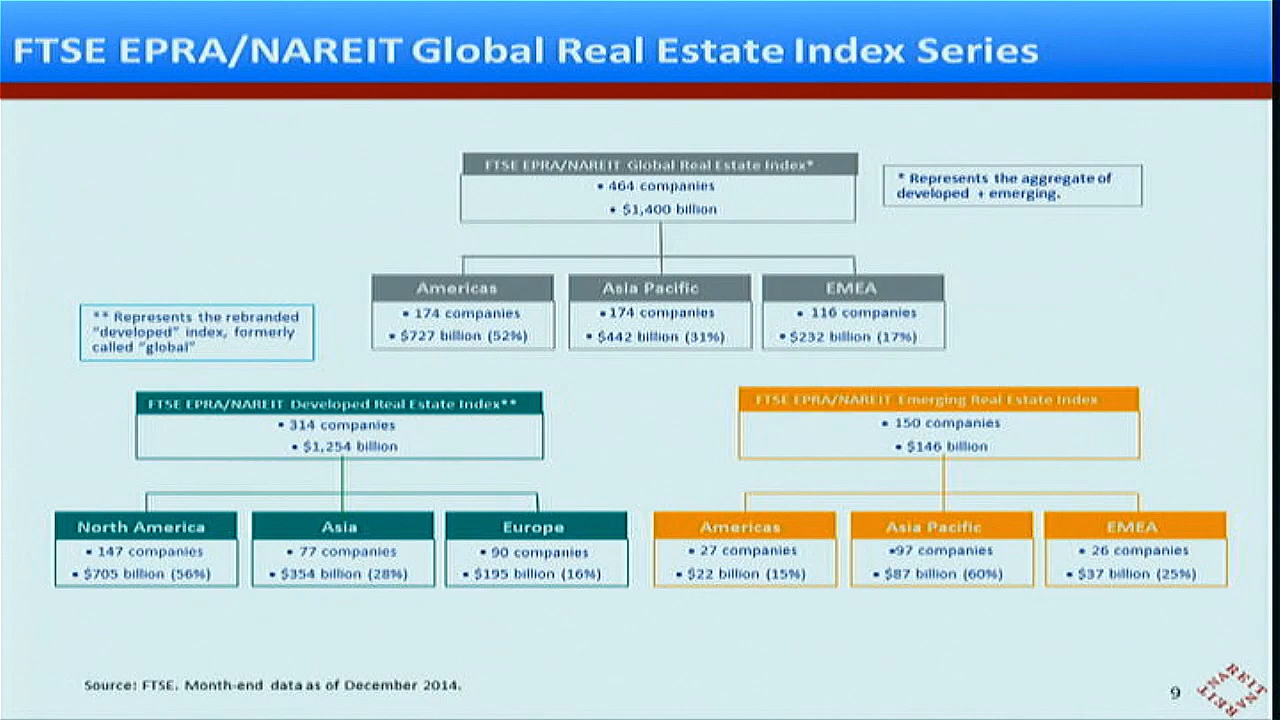 FTSE EPRA/NAREIT Global Real Estate Index Series
FTSE EPRA/NAREIT Global Real Estate Index*
• 464 companies
• $1,400 billion
* Represents the aggregate of
developed + emerging.
Americas
• 174 companies
• $727 billion (52%)
Asia Pacific
• 174 companies
• $442 billion (31%)
EMEA
• 116 companies
• $232 billion (17%)
** Represents the rebranded
"developed" index, formerly
called "global"
FTSE EPRA/NAREIT Developed Real Estate Index**
• 314 companies
• $1,254 billion
North America
• 147 companies
• $705 billion (56%)
Asia
• 77 companies
• $354 billion (28%)
Europe
• 90 companies
• $195 billion (16%)
FTSE EPRA/NAREIT Emerging Real Estate Index
• 150 companies
• $146 billion
Americas
• 27 companies
• $22 billion (15%)
Asia Pacific
•97 companies
• $87 billion (60%)
EMEA
• 26 companies
• $37 billion (25%)
Source: FTSE. Month-end data as of December 2014.
9
NAREIT
NAREIT